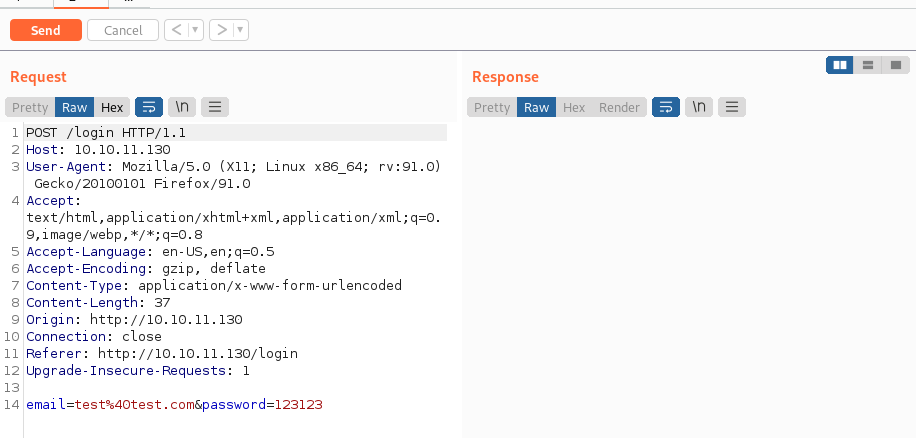 Send Cancel < ▾ > ▾
Request
Pretty Raw Hex \n
1 POST /login HTTP/1.1
2 Host: 10.10.11.130
3 User-Agent: Mozilla/5.0 (X11; Linux x86_64; rv:91.0)
Gecko/20100101 Firefox/91.0
4 Accept:
text/html,application/xhtml+xml,application/xml;q=0.
9,image/webp,*/*;q=0.8
5 Accept-Language: en-US,en;q=0.5
6 Accept-Encoding: gzip, deflate
7 Content-Type: application/x-www-form-urlencoded
8 Content-Length: 37
9 Origin: http://10.10.11.130
10 Connection: close
11 Referer: http://10.10.11.130/login
12 Upgrade-Insecure-Requests: 1
13
14 email=test%40test.com&password=123123
Response
Pretty Raw Hex Render \n